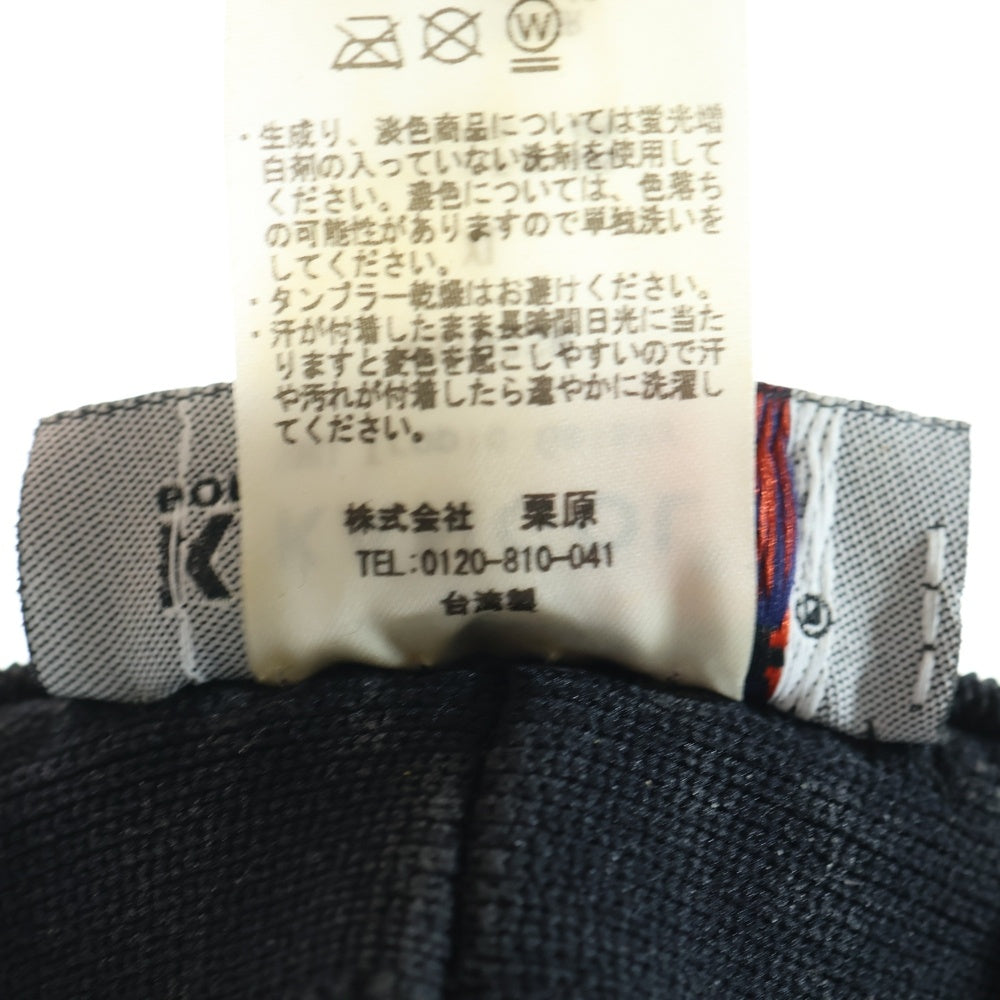 W
・生成り、淡色商品については蛍光増
白剤の入っていない洗剤を使用して
ください。濃色については、色落ち
の可能性がありますので単独洗いを
してください。
・タンブラー乾燥はお避けください。
・汗が付着したまま長時間日光に当た
りますと変色を起こしやすいので汗
や汚れが付着したら速やかに洗濯し
てください。
株式会社 栗原
TEL:0120-810-041
台湾製
K
®